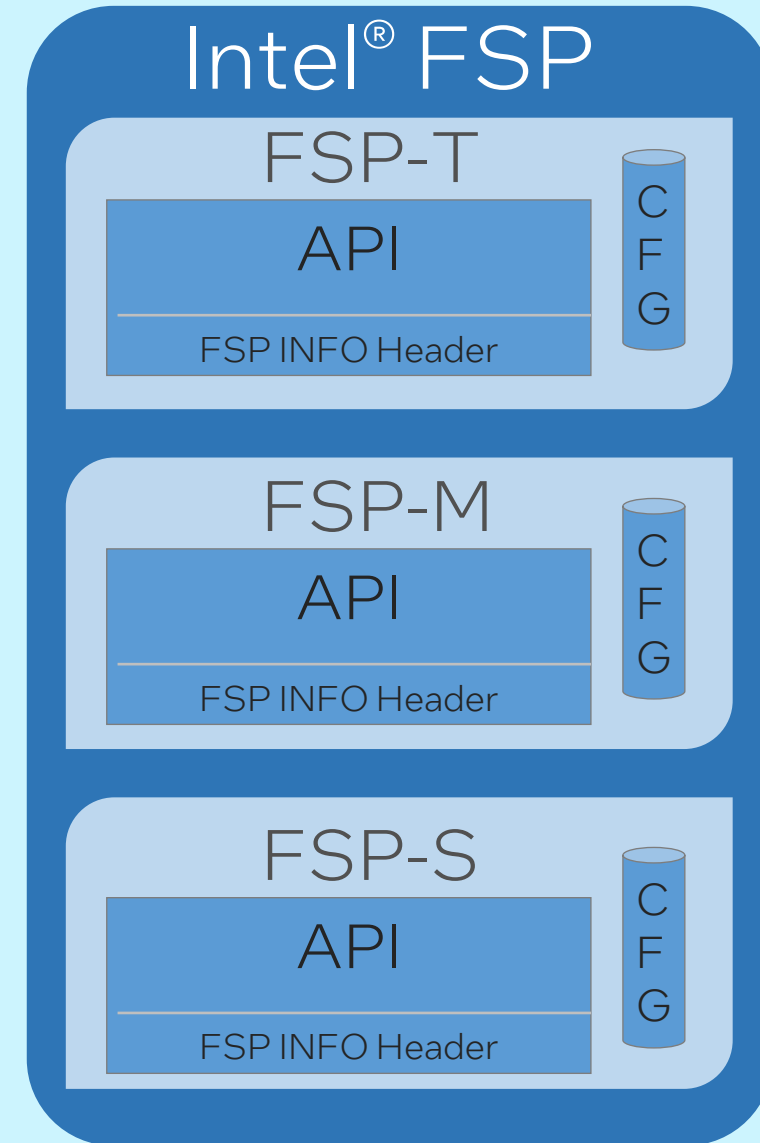 Intel® FSP
FSP-T
API
FSP INFO Header
C
F
G
FSP-M
API
FSP INFO Header
C
F
G
FSP-S
API
FSP INFO Header
C
F
G